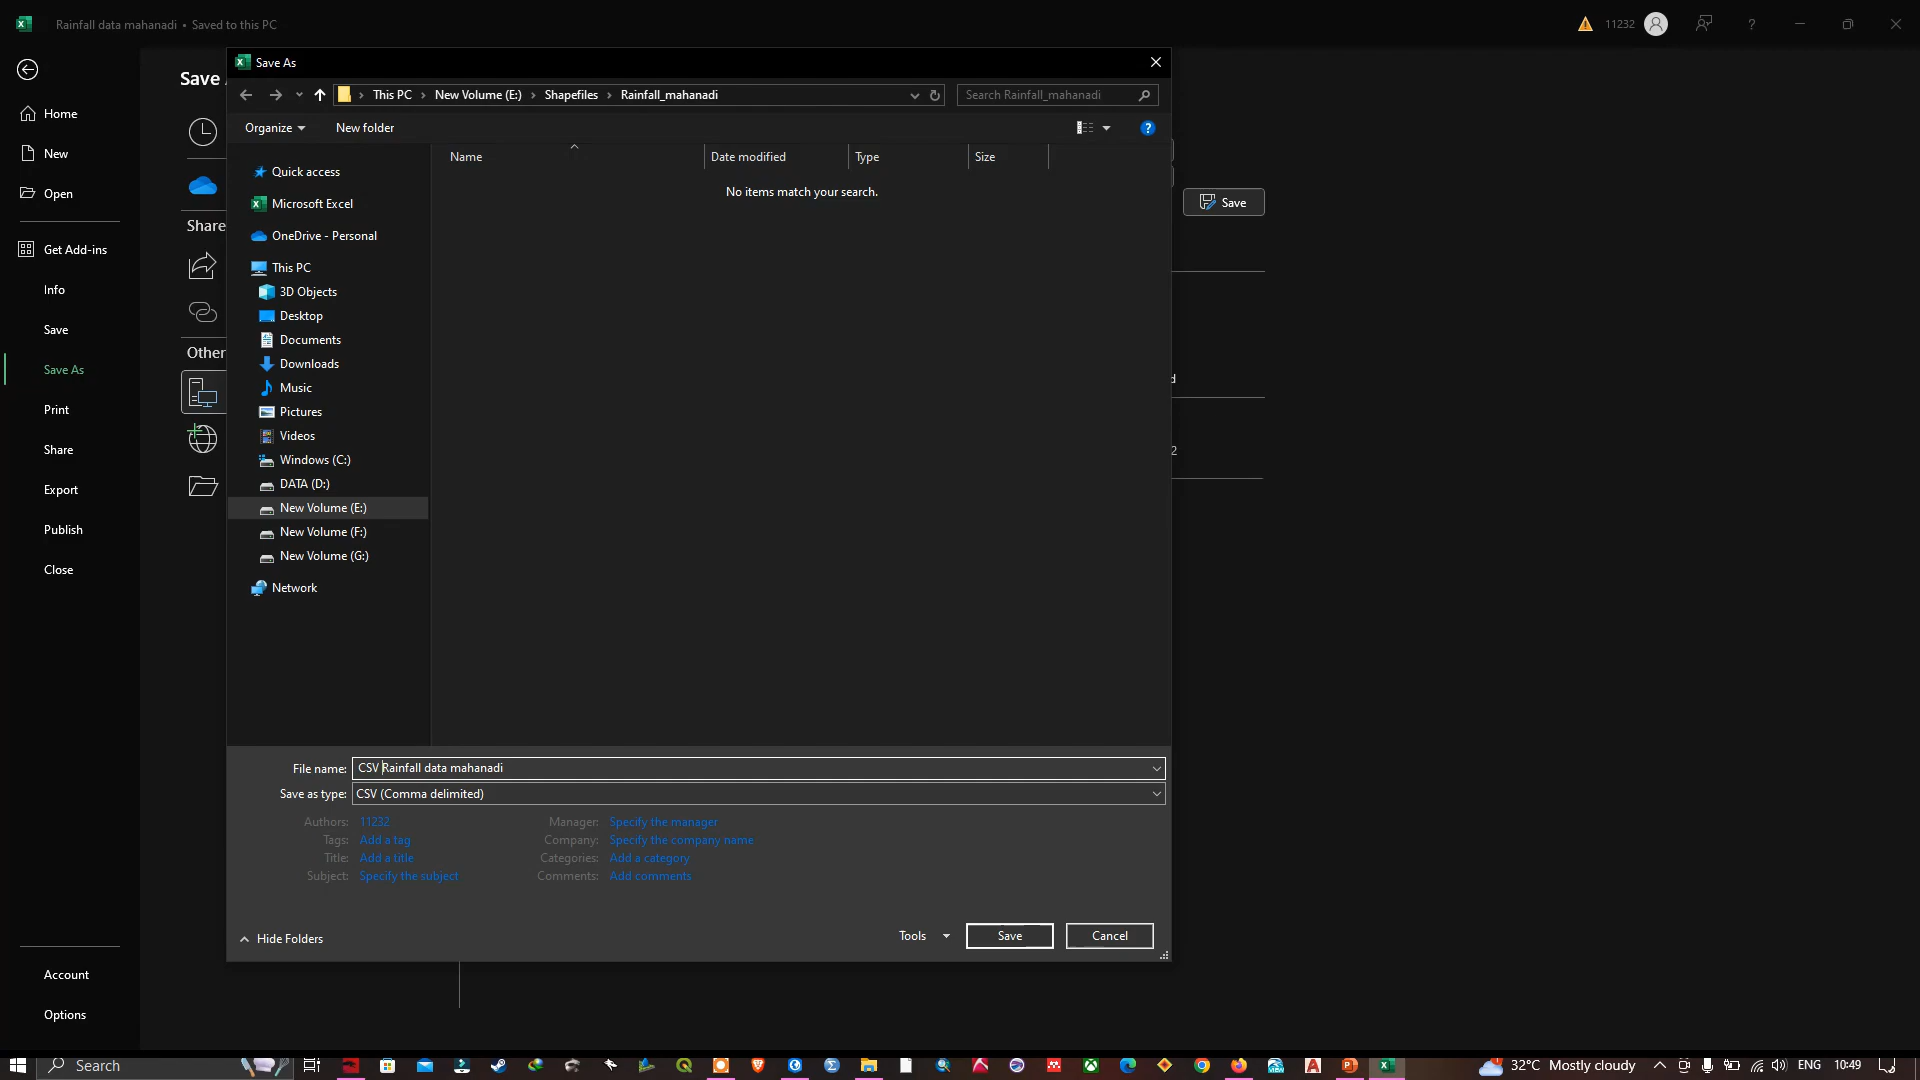 Rainfall data mahanadi • Saved to this PC
11232
?
Save
Save As
This PC
New Volume (E:)
Shapefiles
Rainfall_mahanadi
Search Rainfall_mahanadi
Organize
New folder
?
Home
New
Open
Get Add-ins
Info
Save
Save As
Print
Share
Export
Publish
Close
Account
Options
Share
Other
Quick access
Microsoft Excel
OneDrive - Personal
This PC
3D Objects
Desktop
Documents
Downloads
Music
Pictures
Videos
Windows (C:)
DATA (D:)
New Volume (E:)
New Volume (F:)
New Volume (G:)
Network
Name
Date modified
Type
Size
No items match your search.
Save
d
2
File name: CSV Rainfall data mahanadi
Save as type: CSV (Comma delimited)
Authors: 11232
Manager: Specify the manager
Tags: Add a tag
Company: Specify the company name
Title: Add a title
Categories: Add a category
Subject: Specify the subject
Comments: Add comments
Hide Folders
Tools
Save
Cancel
Search
32°C Mostly cloudy
ENG
10:49